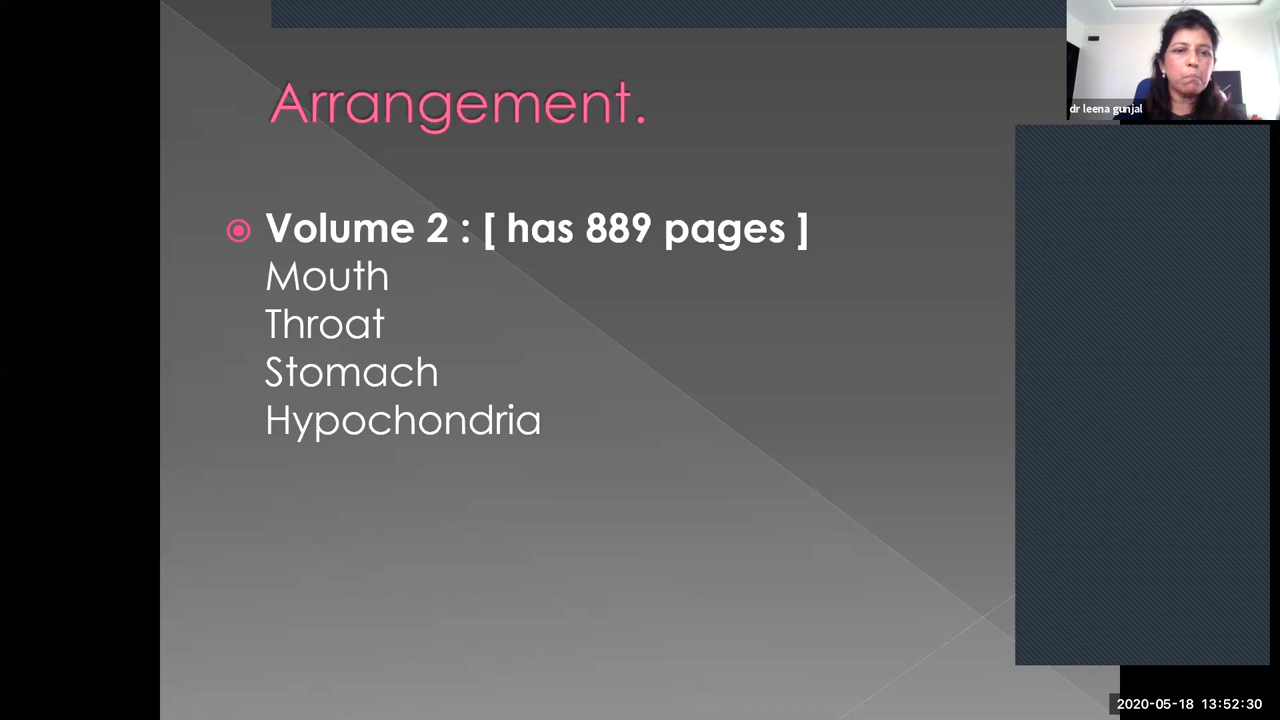 Arrangement.
dr leena gunjal
Volume 2 : [ has 889 pages ]
Mouth
Throat
Stomach
Hypochondria
2020-05-18 13:52:30